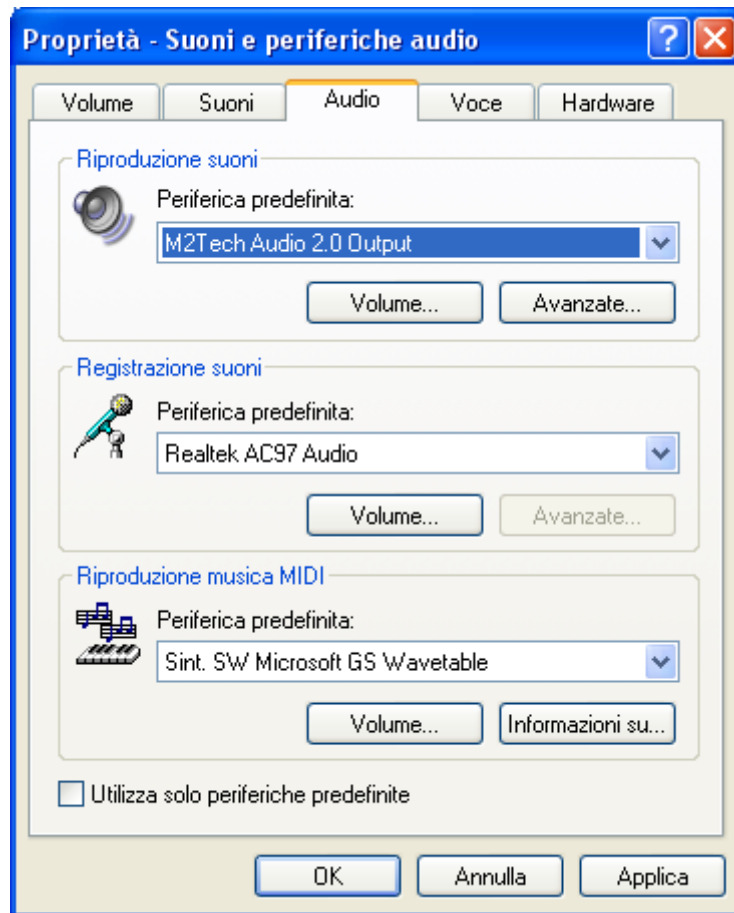 Proprietà - Suoni e periferiche audio
Volume Suoni Audio Voce Hardware
Riproduzione suoni
Periferica predefinita:
M2Tech Audio 2.0 Output
Volume... Avanzate...
Registrazione suoni
Periferica predefinita:
Realtek AC97 Audio
Volume... Avanzate...
Riproduzione musica MIDI
Periferica predefinita:
Sint. SW Microsoft GS Wavetable
Volume... Informazioni su...
Utilizza solo periferiche predefinite
OK Annulla Applica